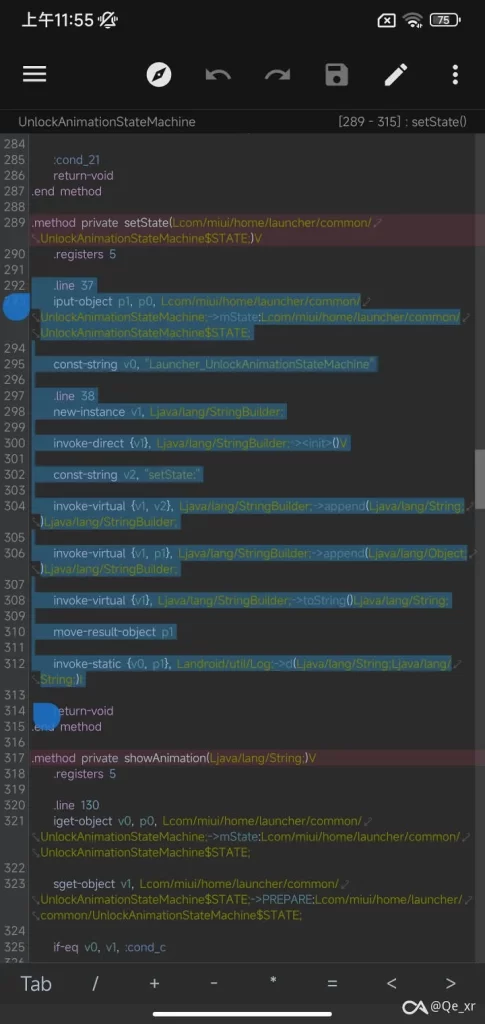 上午11:55
75
UnlockAnimationStateMachine
[289 - 315] : setState()
284
285 :cond_21
286 return-void
287 .end method
288
289 .method private setState(Lcom/miui/home/launcher/common/
UnlockAnimationStateMachine$STATE;)V
290 .registers 5
291
292 .line 37
iput-object p1, p0, Lcom/miui/home/launcher/common/
UnlockAnimationStateMachine;->mState:Lcom/miui/home/launcher/common/
UnlockAnimationStateMachine$STATE;
294
295 const-string v0, "Launcher_UnlockAnimationStateMachine"
296
297 .line 38
298 new-instance v1, Ljava/lang/StringBuilder;
299
300 invoke-direct {v1}, Ljava/lang/StringBuilder;-><init>()V
301
302 const-string v2, "setState:"
303
304 invoke-virtual {v1, v2}, Ljava/lang/StringBuilder;->append(Ljava/lang/String;
)Ljava/lang/StringBuilder;
305
306 invoke-virtual {v1, p1}, Ljava/lang/StringBuilder;->append(Ljava/lang/Object;
)Ljava/lang/StringBuilder;
307
308 invoke-virtual {v1}, Ljava/lang/StringBuilder;->toString()Ljava/lang/String;
309
310 move-result-object p1
311
312 invoke-static {v0, p1}, Landroid/util/Log;->d(Ljava/lang/String;Ljava/lang/
String;)I
313
314 return-void
315 .end method
316
317 .method private showAnimation(Ljava/lang/String;)V
318 .registers 5
319
320 .line 130
321 iget-object v0, p0, Lcom/miui/home/launcher/common/
UnlockAnimationStateMachine;->mState:Lcom/miui/home/launcher/common/
UnlockAnimationStateMachine$STATE;
322
323 sget-object v1, Lcom/miui/home/launcher/common/
UnlockAnimationStateMachine$STATE;->PREPARE:Lcom/miui/home/launcher/
common/UnlockAnimationStateMachine$STATE;
324
325 if-eq v0, v1, :cond_c
Tab / + - * = < >
@Qe_xr